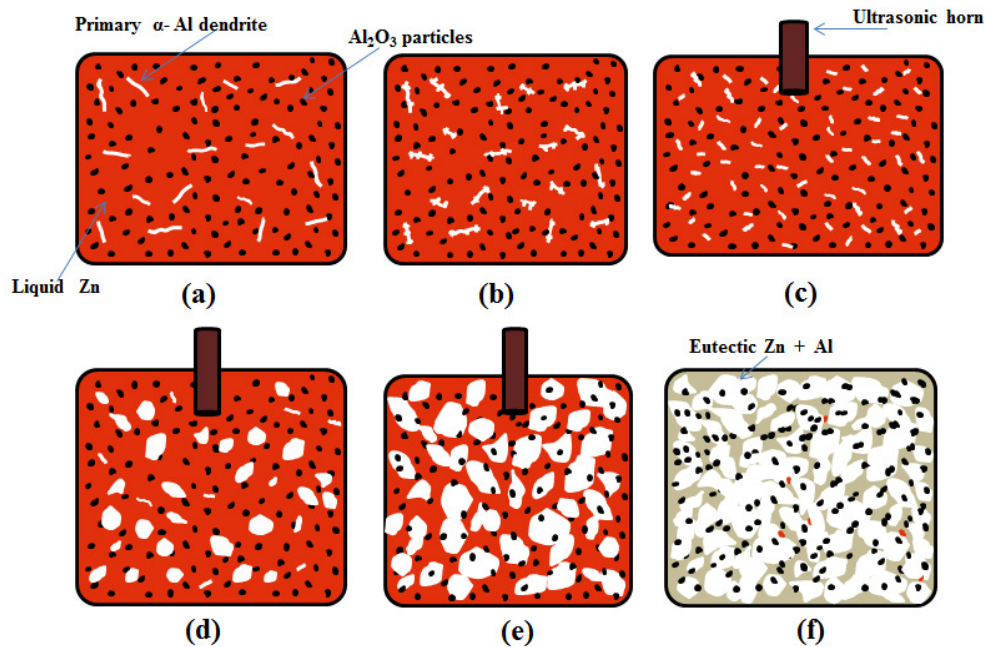 Primary α- Al dendrite
Al₂O₃ particles
Ultrasonic horn
Liquid Zn
(a)
(b)
(c)
Eutectic Zn + Al
(d)
(e)
(f)